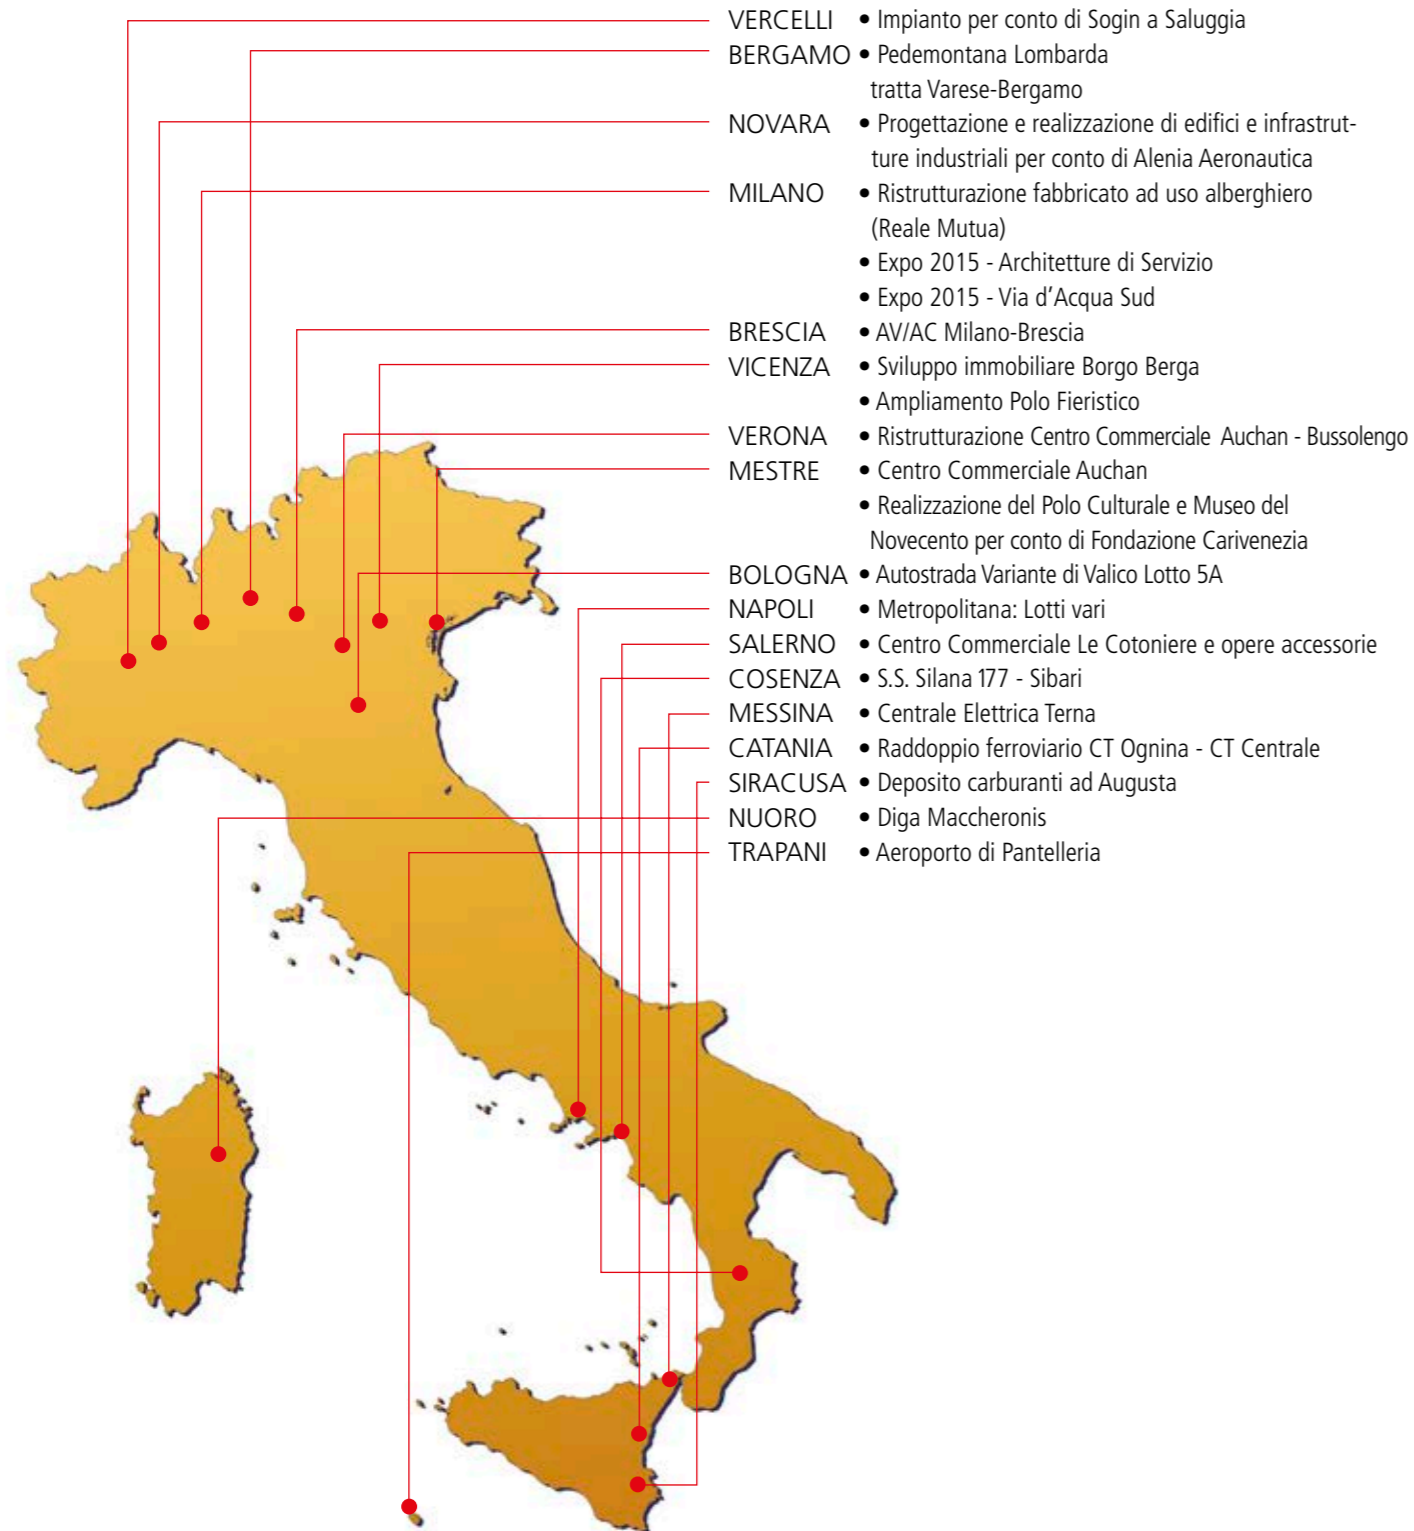 VERCELLI • Impianto per conto di Sogin a Saluggia
BERGAMO • Pedemontana Lombarda
tratta Varese-Bergamo
NOVARA • Progettazione e realizzazione di edifici e infrastrut-
ture industriali per conto di Alenia Aeronautica
MILANO • Ristrutturazione fabbricato ad uso alberghiero
(Reale Mutua)
• Expo 2015 - Architetture di Servizio
• Expo 2015 - Via d'Acqua Sud
BRESCIA • AV/AC Milano-Brescia
VICENZA • Sviluppo immobiliare Borgo Berga
• Ampliamento Polo Fieristico
VERONA • Ristrutturazione Centro Commerciale Auchan - Bussolengo
MESTRE • Centro Commerciale Auchan
• Realizzazione del Polo Culturale e Museo del
Novecento per conto di Fondazione Carivenezia
BOLOGNA • Autostrada Variante di Valico Lotto 5A
NAPOLI • Metropolitana: Lotti vari
SALERNO • Centro Commerciale Le Cotoniere e opere accessorie
COSENZA • S.S. Silana 177 - Sibari
MESSINA • Centrale Elettrica Terna
CATANIA • Raddoppio ferroviario CT Ognina - CT Centrale
SIRACUSA • Deposito carburanti ad Augusta
NUORO • Diga Maccheronis
TRAPANI • Aeroporto di Pantelleria